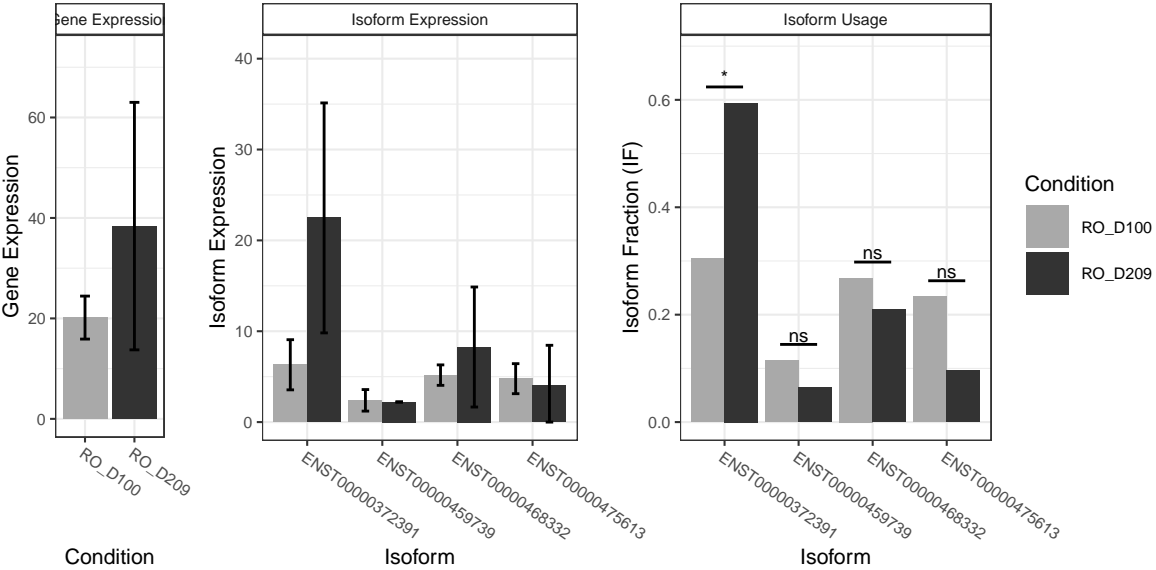 Gene Expression
Gene Expression
60
40
20
0
RO_D100
RO_D209
Condition
Isoform Expression
Isoform Expression
40
30
20
10
0
ENST00000372391
ENST00000459739
ENST00000468332
ENST00000475613
Isoform
Isoform Usage
Isoform Fraction (IF)
0.6
0.4
0.2
0.0
*
ns
ns
ns
ENST00000372391
ENST00000459739
ENST00000468332
ENST00000475613
Isoform
Condition
RO_D100
RO_D209